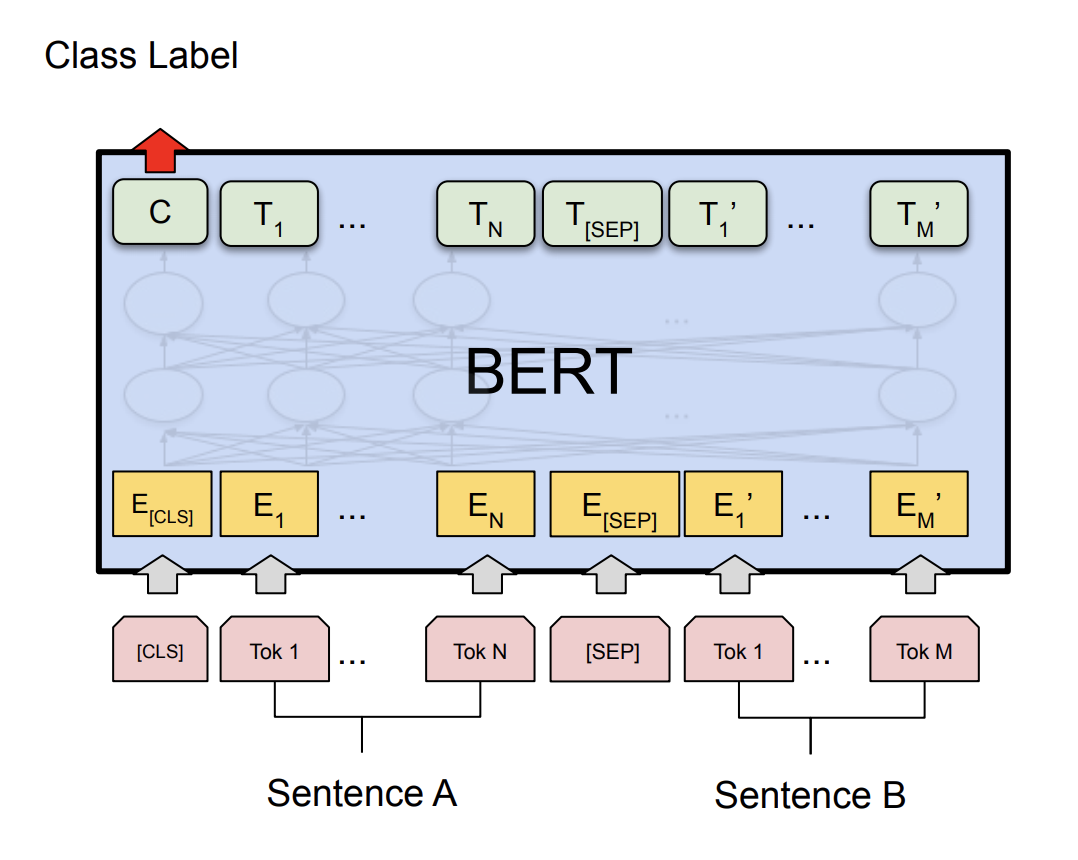 Class Label
C T1 ... TN T[SEP] T1’ ... TM’
...
BERT
...
E[CLS] E1 ... EN E[SEP] E1’ ... EM’
[CLS] Tok 1 ... Tok N [SEP] Tok 1 ... Tok M
Sentence A Sentence B